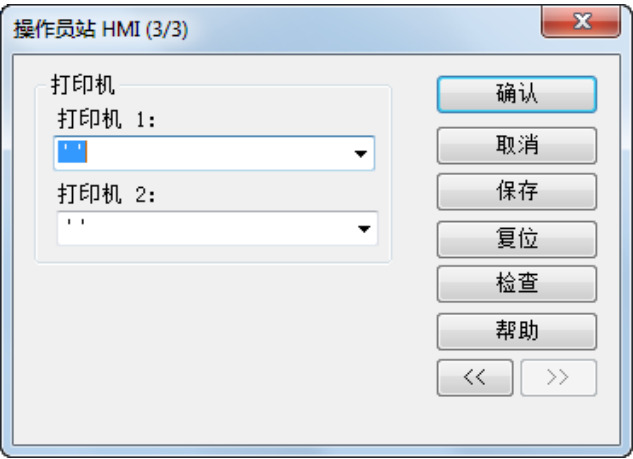 操作员站 HMI (3/3)
打印机
打印机 1:
' '
打印机 2:
' '
确认
取消
保存
复位
检查
帮助
<< >>